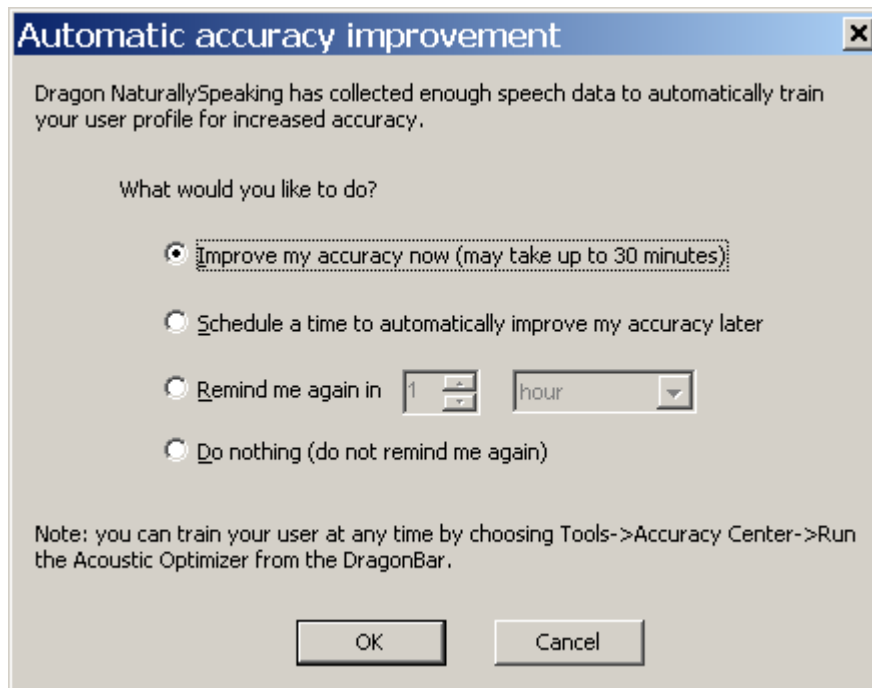 Automatic accuracy improvement
Dragon NaturallySpeaking has collected enough speech data to automatically train
your user profile for increased accuracy.
What would you like to do?
Improve my accuracy now (may take up to 30 minutes)
Schedule a time to automatically improve my accuracy later
Remind me again in 1 hour
Do nothing (do not remind me again)
Note: you can train your user at any time by choosing Tools->Accuracy Center->Run
the Acoustic Optimizer from the DragonBar.
OK Cancel